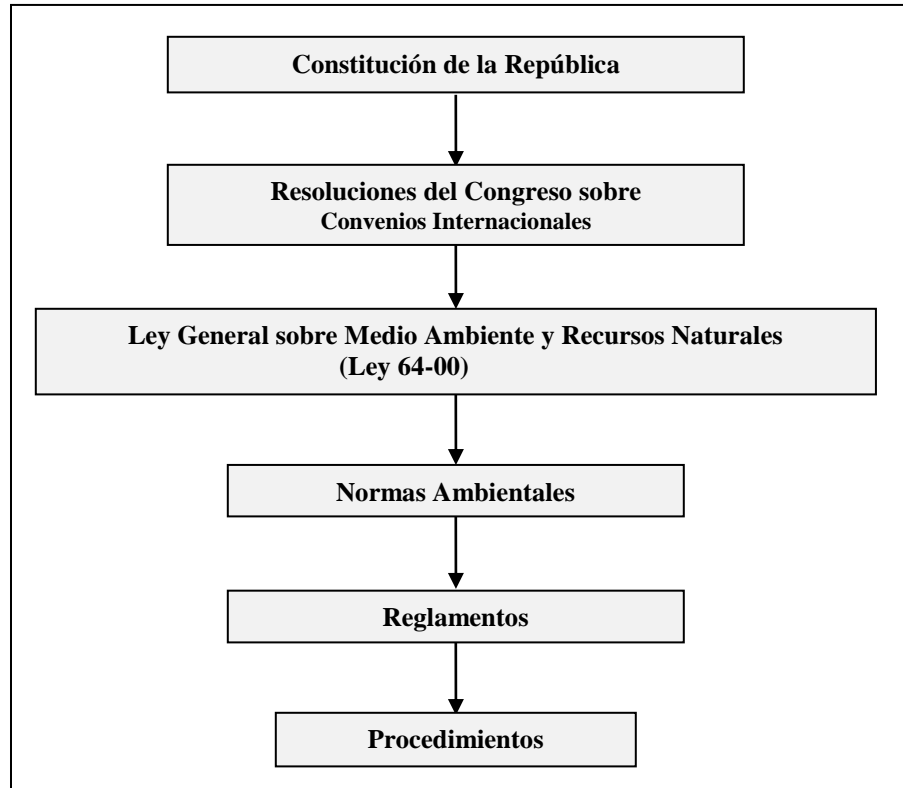 Constitución de la República
Resoluciones del Congreso sobre
Convenios Internacionales
Ley General sobre Medio Ambiente y Recursos Naturales
(Ley 64-00)
Normas Ambientales
Reglamentos
Procedimientos